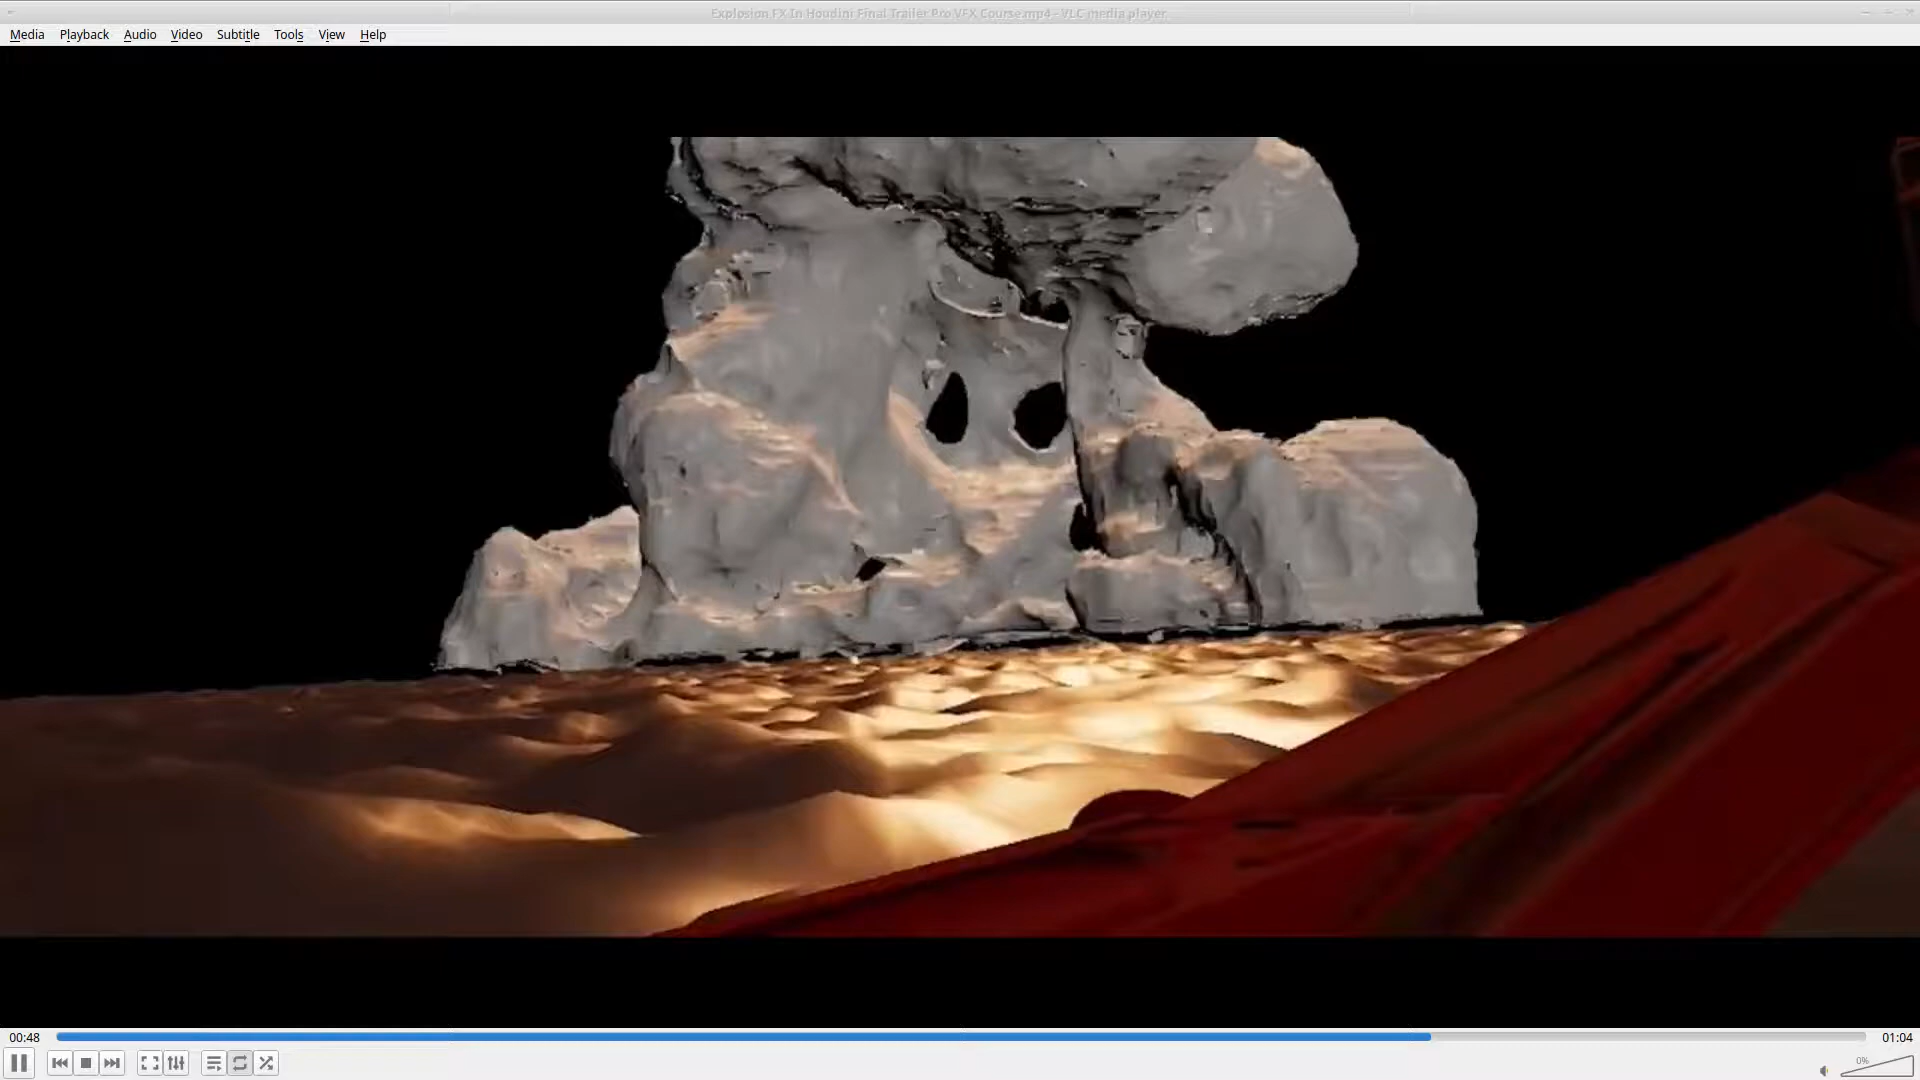 Explosion FX In Houdini Final Trailer Pro VFX Course.mp4 - VLC media player
Media Playback Audio Video Subtitle Tools View Help
00:48 01:04
0%